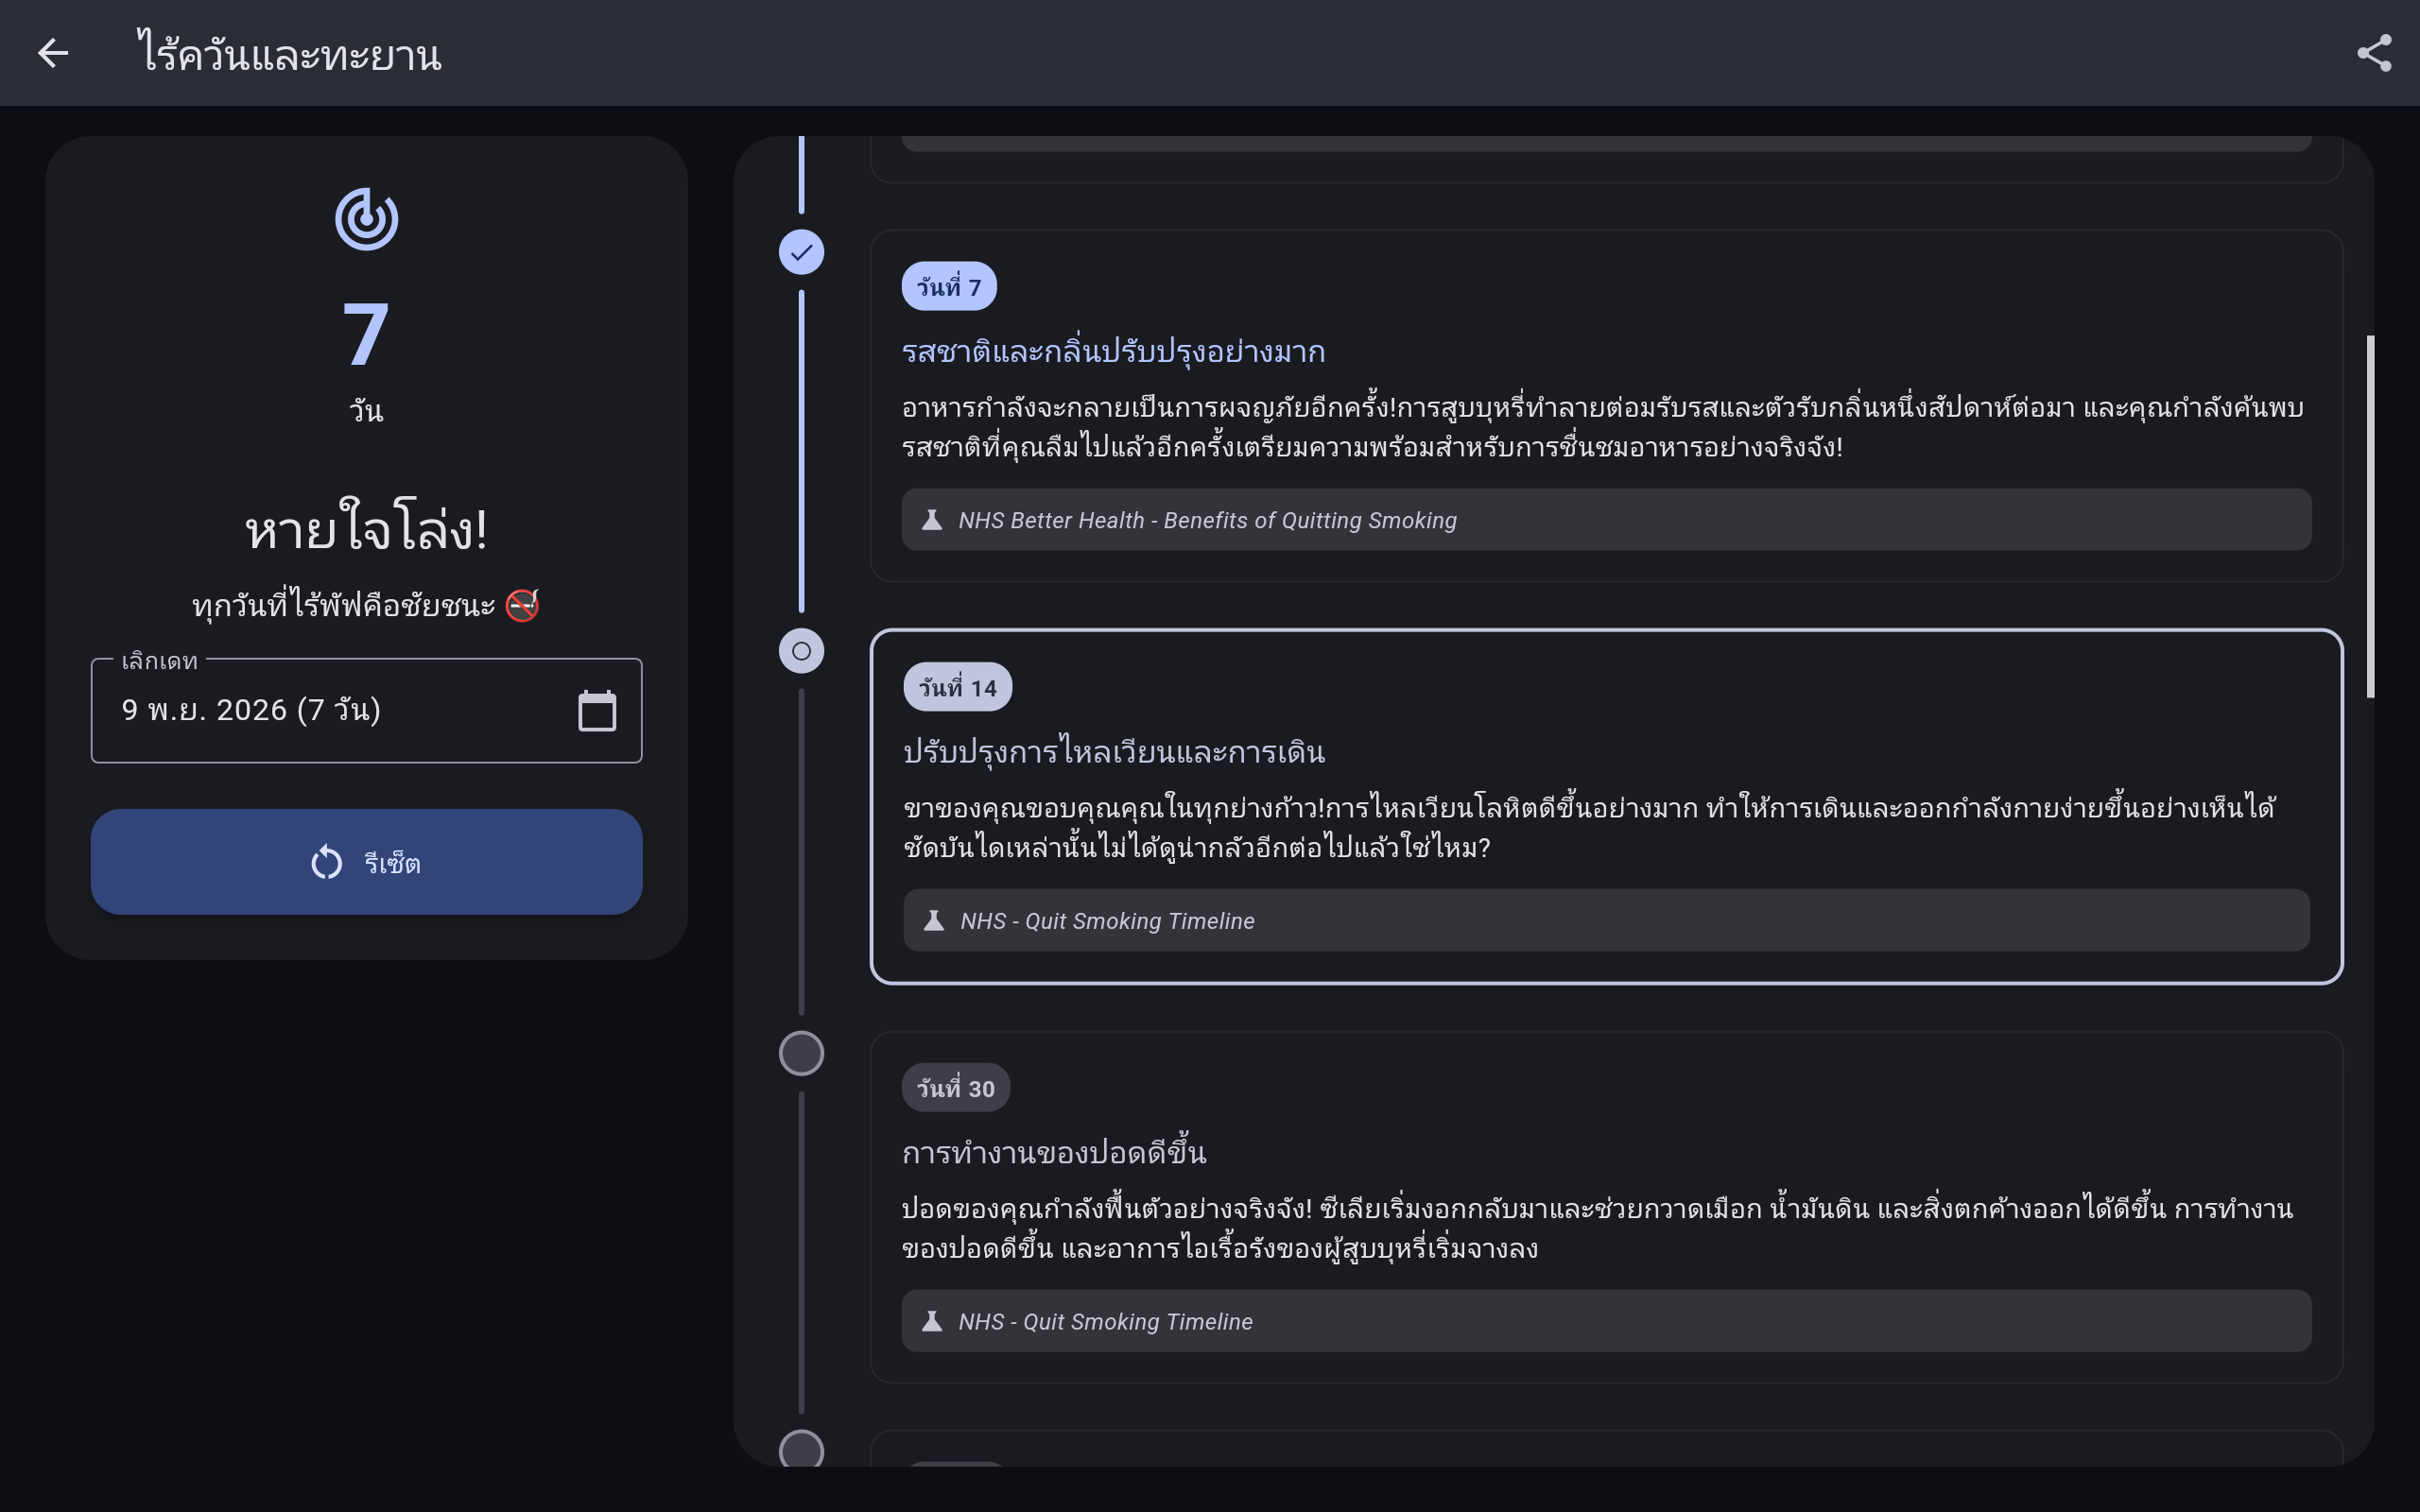 ไร้ควันและทะยาน
7
วัน
หายใจโล่ง!
ทุกวันที่ไร้พัฟคือชัยชนะ 🚭
เลิกเดท
9 พ.ย. 2026 (7 วัน)
รีเซ็ต
วันที่ 7
รสชาติและกลิ่นปรับปรุงอย่างมาก
อาหารกำลังจะกลายเป็นการผจญภัยอีกครั้ง!การสูบบุหรี่ทำลายต่อมรับรสและตัวรับกลิ่นหนึ่งสัปดาห์ต่อมา และคุณกำลังค้นพบ
รสชาติที่คุณลืมไปแล้วอีกครั้งเตรียมความพร้อมสำหรับการชื่นชมอาหารอย่างจริงจัง!
NHS Better Health - Benefits of Quitting Smoking
วันที่ 14
ปรับปรุงการไหลเวียนและการเดิน
ขาของคุณขอบคุณคุณในทุกย่างก้าว!การไหลเวียนโลหิตดีขึ้นอย่างมาก ทำให้การเดินและออกกำลังกายง่ายขึ้นอย่างเห็นได้
ชัดบันไดเหล่านั้นไม่ได้ดูน่ากลัวอีกต่อไปแล้วใช่ไหม?
NHS - Quit Smoking Timeline
วันที่ 30
การทำงานของปอดดีขึ้น
ปอดของคุณกำลังฟื้นตัวอย่างจริงจัง! ซีเลียเริ่มงอกกลับมาและช่วยกวาดเมือก น้ำมันดิน และสิ่งตกค้างออกได้ดีขึ้น การทำงาน
ของปอดดีขึ้น และอาการไอเรื้อรังของผู้สูบบุหรี่เริ่มจางลง
NHS - Quit Smoking Timeline